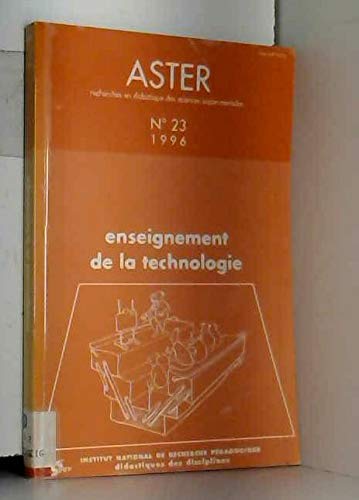 ASTER
recherches en didactique des sciences expérimentales
N° 23
1996
enseignement
de la technologie
INSTITUT NATIONAL DE RECHERCHE PÉDAGOGIQUE
didactiques des disciplines